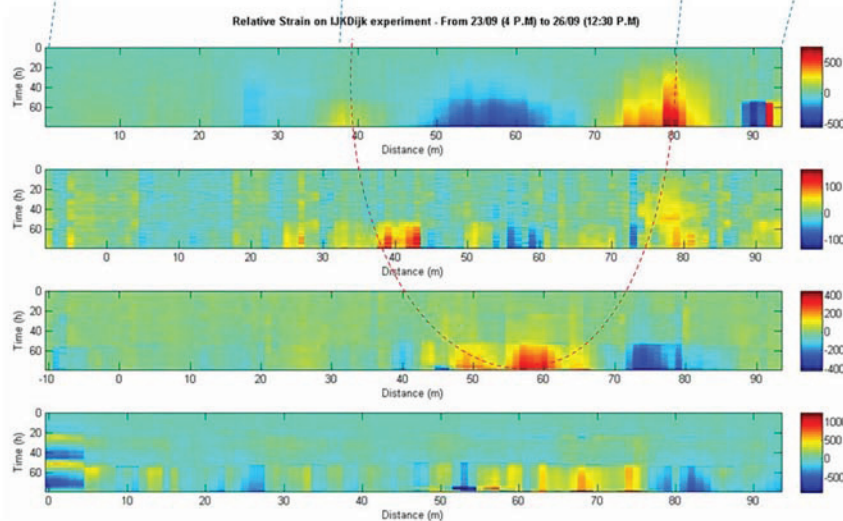 Relative Strain on IJKDijk experiment - From 23/09 (4 P.M) to 26/09 (12:30 P.M)
Time (h)
0
20
40
60
10 20 30 40 50 60 70 80 90
Distance (m)
500
0
-500
Time (h)
0
20
40
60
0 10 20 30 40 50 60 70 80 90
Distance (m)
100
0
-100
Time (h)
0
20
40
60
-10 0 10 20 30 40 50 60 70 80 90
Distance (m)
400
200
0
-200
-400
Time (h)
0
20
40
60
80
0 10 20 30 40 50 60 70 80 90
Distance (m)
1000
500
0
-500